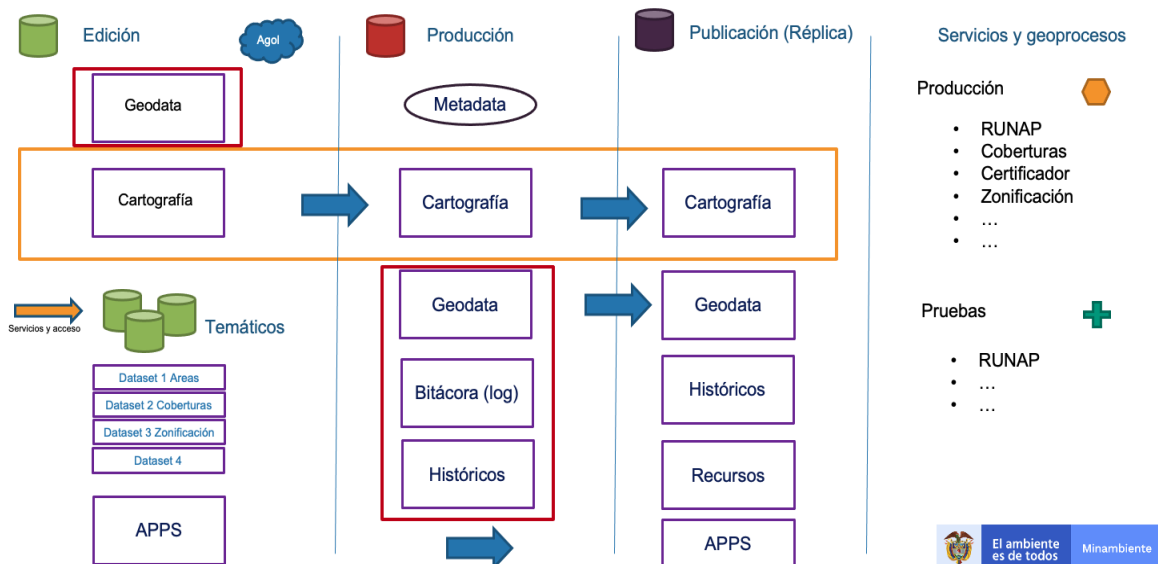 Edición
Agol
Geodata
Cartografía
Servicios y acceso
Temáticos
Dataset 1 Areas
Dataset 2 Coberturas
Dataset 3 Zonificación
Dataset 4
APPS
Producción
Metadata
Cartografía
Geodata
Bitácora (log)
Históricos
Publicación (Réplica)
Cartografía
Geodata
Históricos
Recursos
APPS
Servicios y geoprocesos
Producción
• RUNAP
• Coberturas
• Certificador
• Zonificación
• …
• …
Pruebas
• RUNAP
• …
• …
El ambiente
es de todos
Minambiente